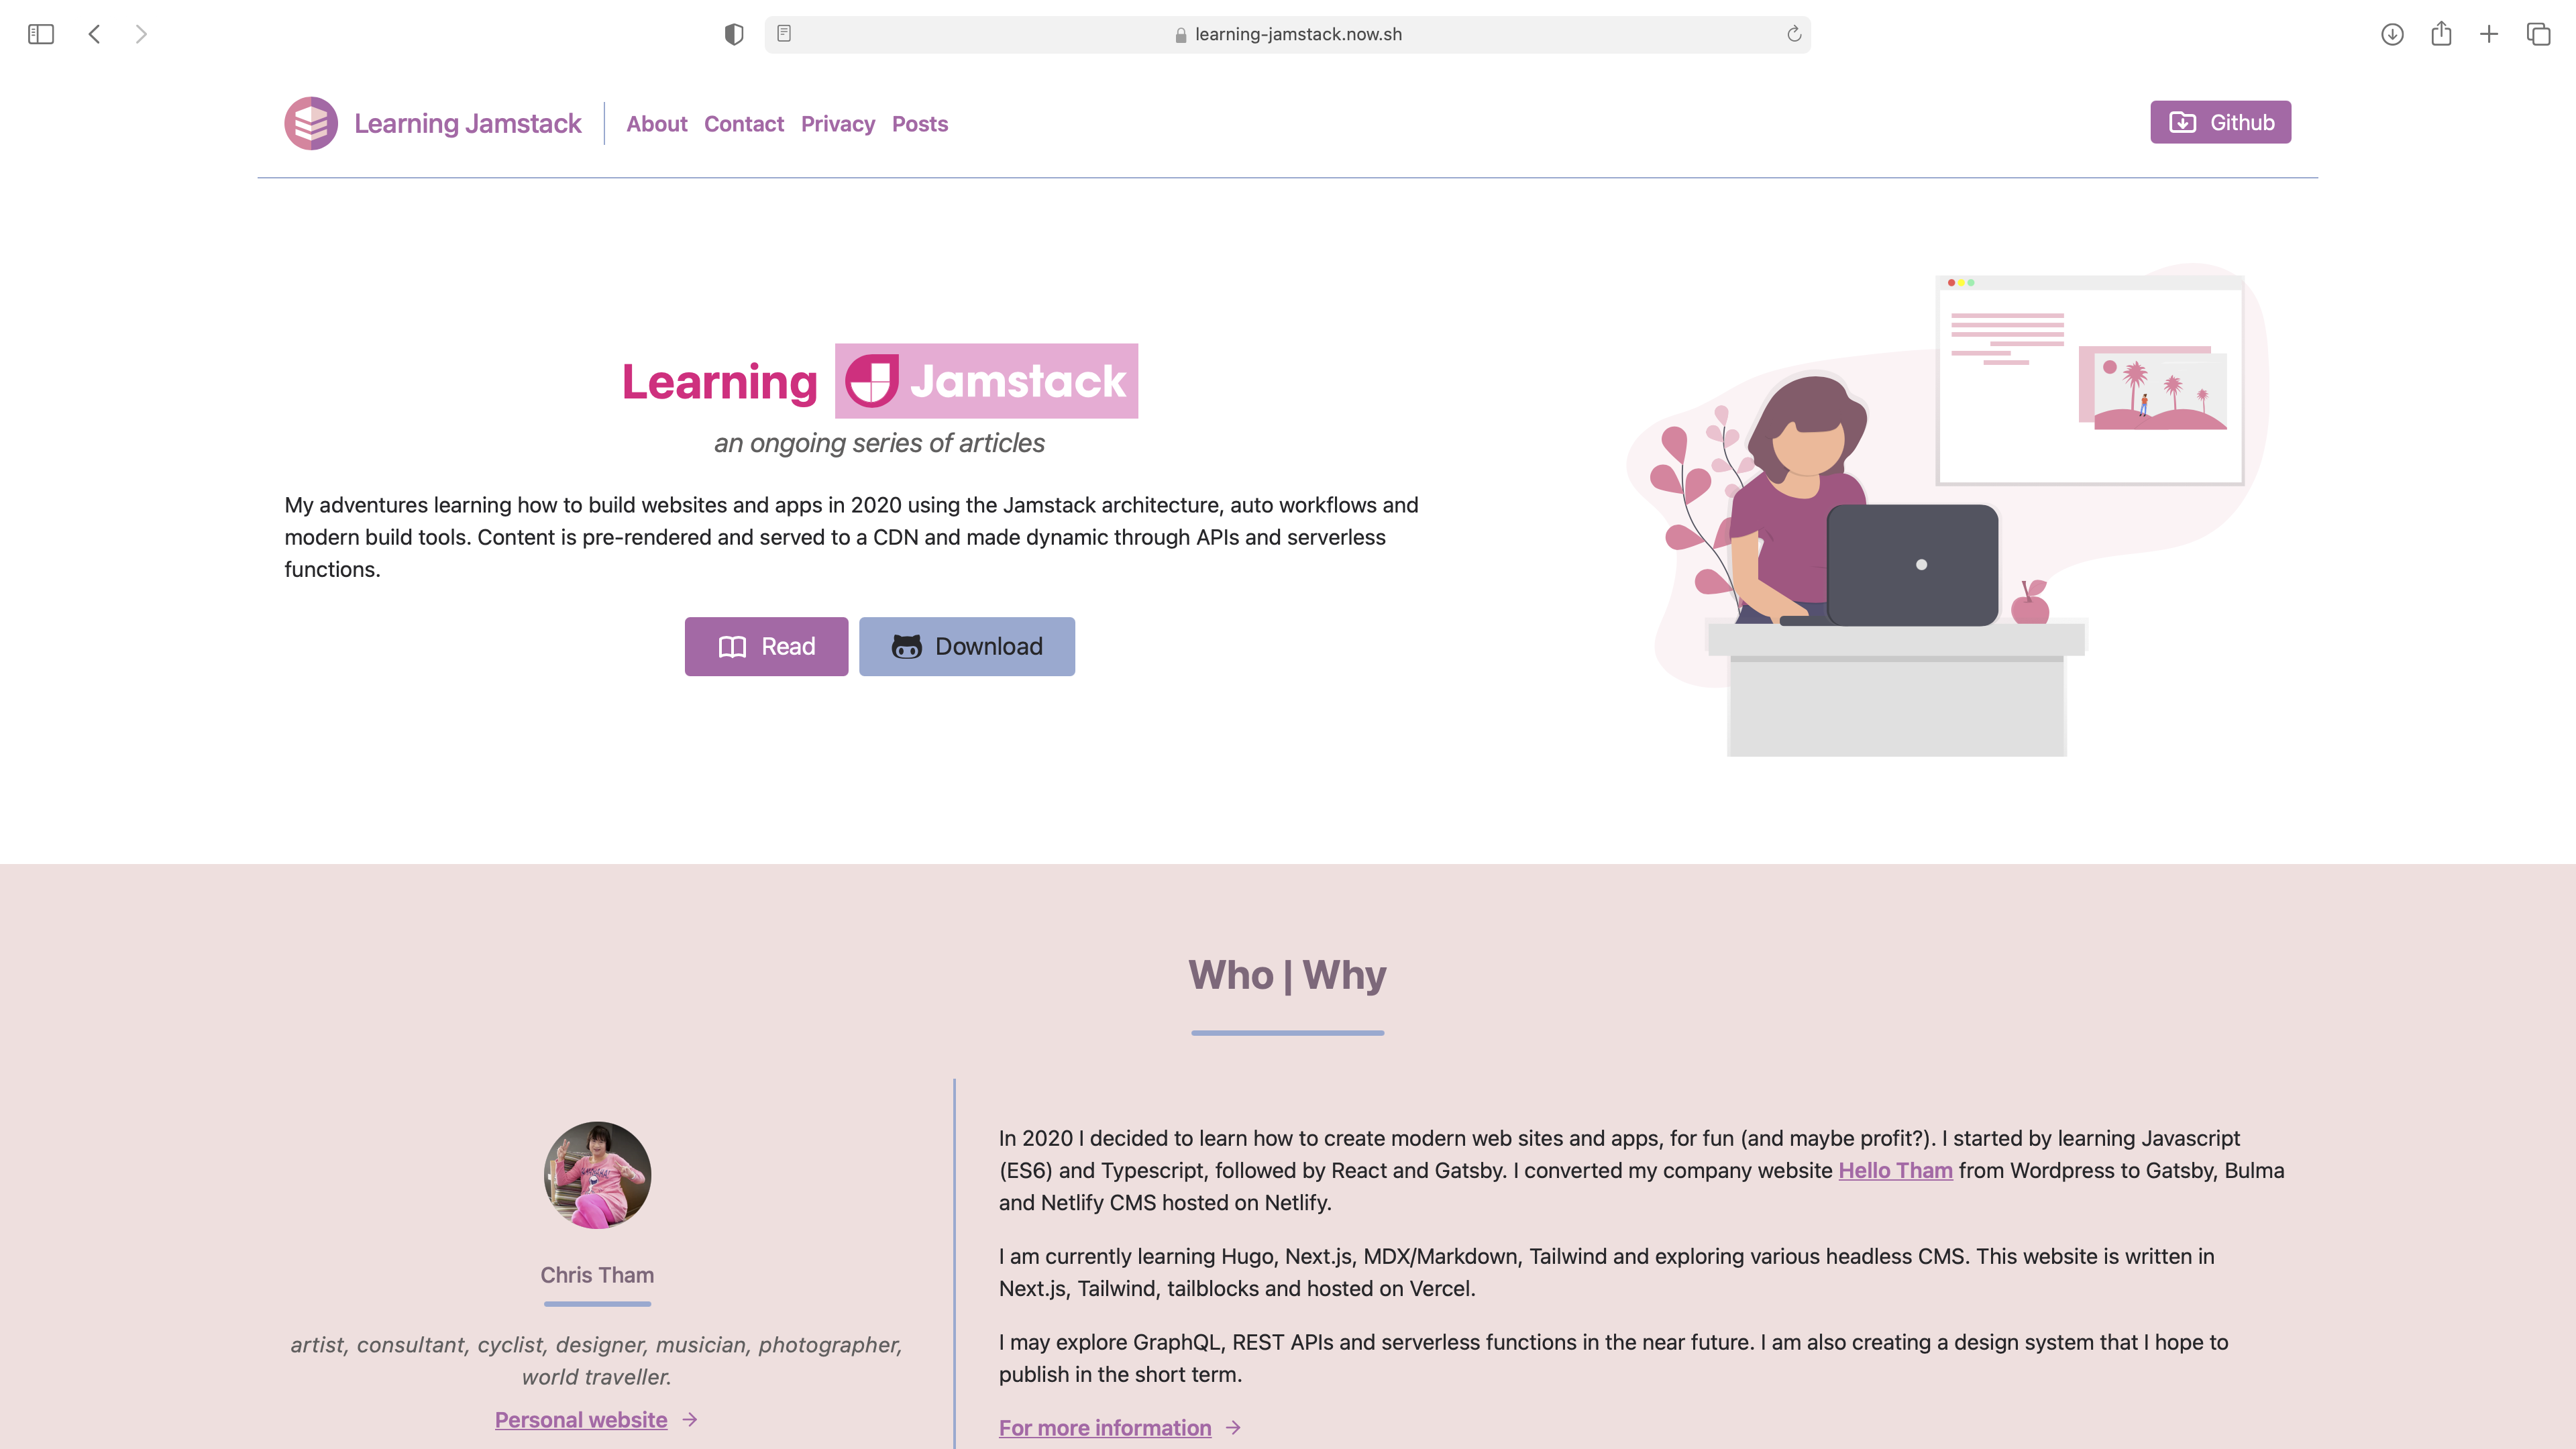 learning-jamstack.now.sh
Learning Jamstack
About Contact Privacy Posts
Github
Learning Jamstack
an ongoing series of articles
My adventures learning how to build websites and apps in 2020 using the Jamstack architecture, auto workflows and
modern build tools. Content is pre-rendered and served to a CDN and made dynamic through APIs and serverless
functions.
Read
Download
Who | Why
Chris Tham
artist, consultant, cyclist, designer, musician, photographer,
world traveller.
Personal website →
In 2020 I decided to learn how to create modern web sites and apps, for fun (and maybe profit?). I started by learning Javascript
(ES6) and Typescript, followed by React and Gatsby. I converted my company website Hello Tham from Wordpress to Gatsby, Bulma
and Netlify CMS hosted on Netlify.
I am currently learning Hugo, Next.js, MDX/Markdown, Tailwind and exploring various headless CMS. This website is written in
Next.js, Tailwind, tailblocks and hosted on Vercel.
I may explore GraphQL, REST APIs and serverless functions in the near future. I am also creating a design system that I hope to
publish in the short term.
For more information →